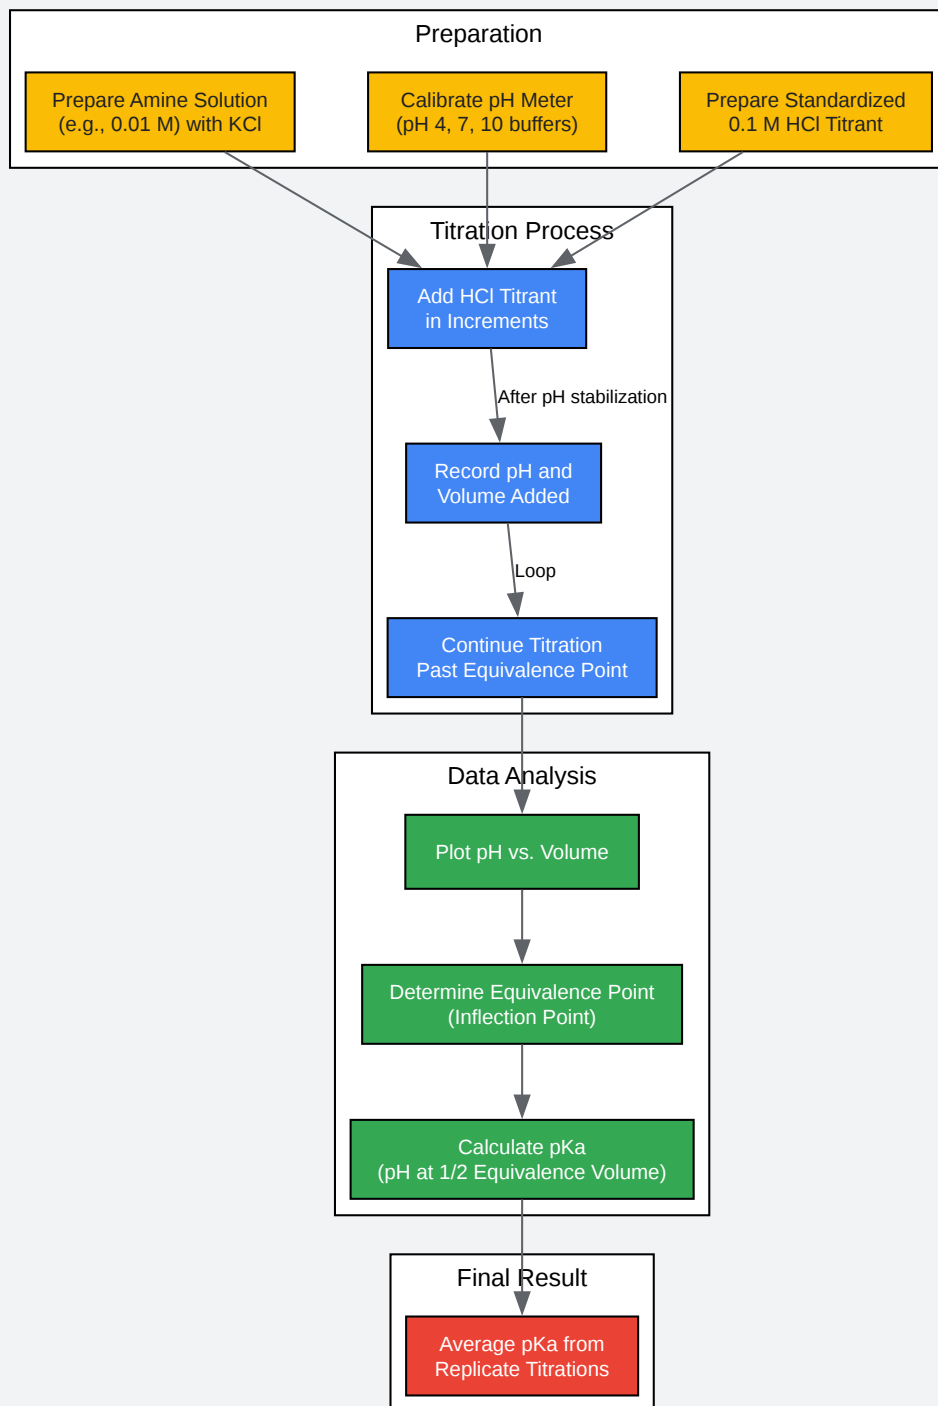 Preparation
Prepare Amine Solution
(e.g., 0.01 M) with KCl
Calibrate pH Meter
(pH 4, 7, 10 buffers)
Prepare Standardized
0.1 M HCl Titrant
Titration Process
Add HCl Titrant
in Increments
After pH stabilization
Record pH and
Volume Added
Loop
Continue Titration
Past Equivalence Point
Data Analysis
Plot pH vs. Volume
Determine Equivalence Point
(Inflection Point)
Calculate pKa
(pH at 1/2 Equivalence Volume)
Final Result
Average pKa from
Replicate Titrations